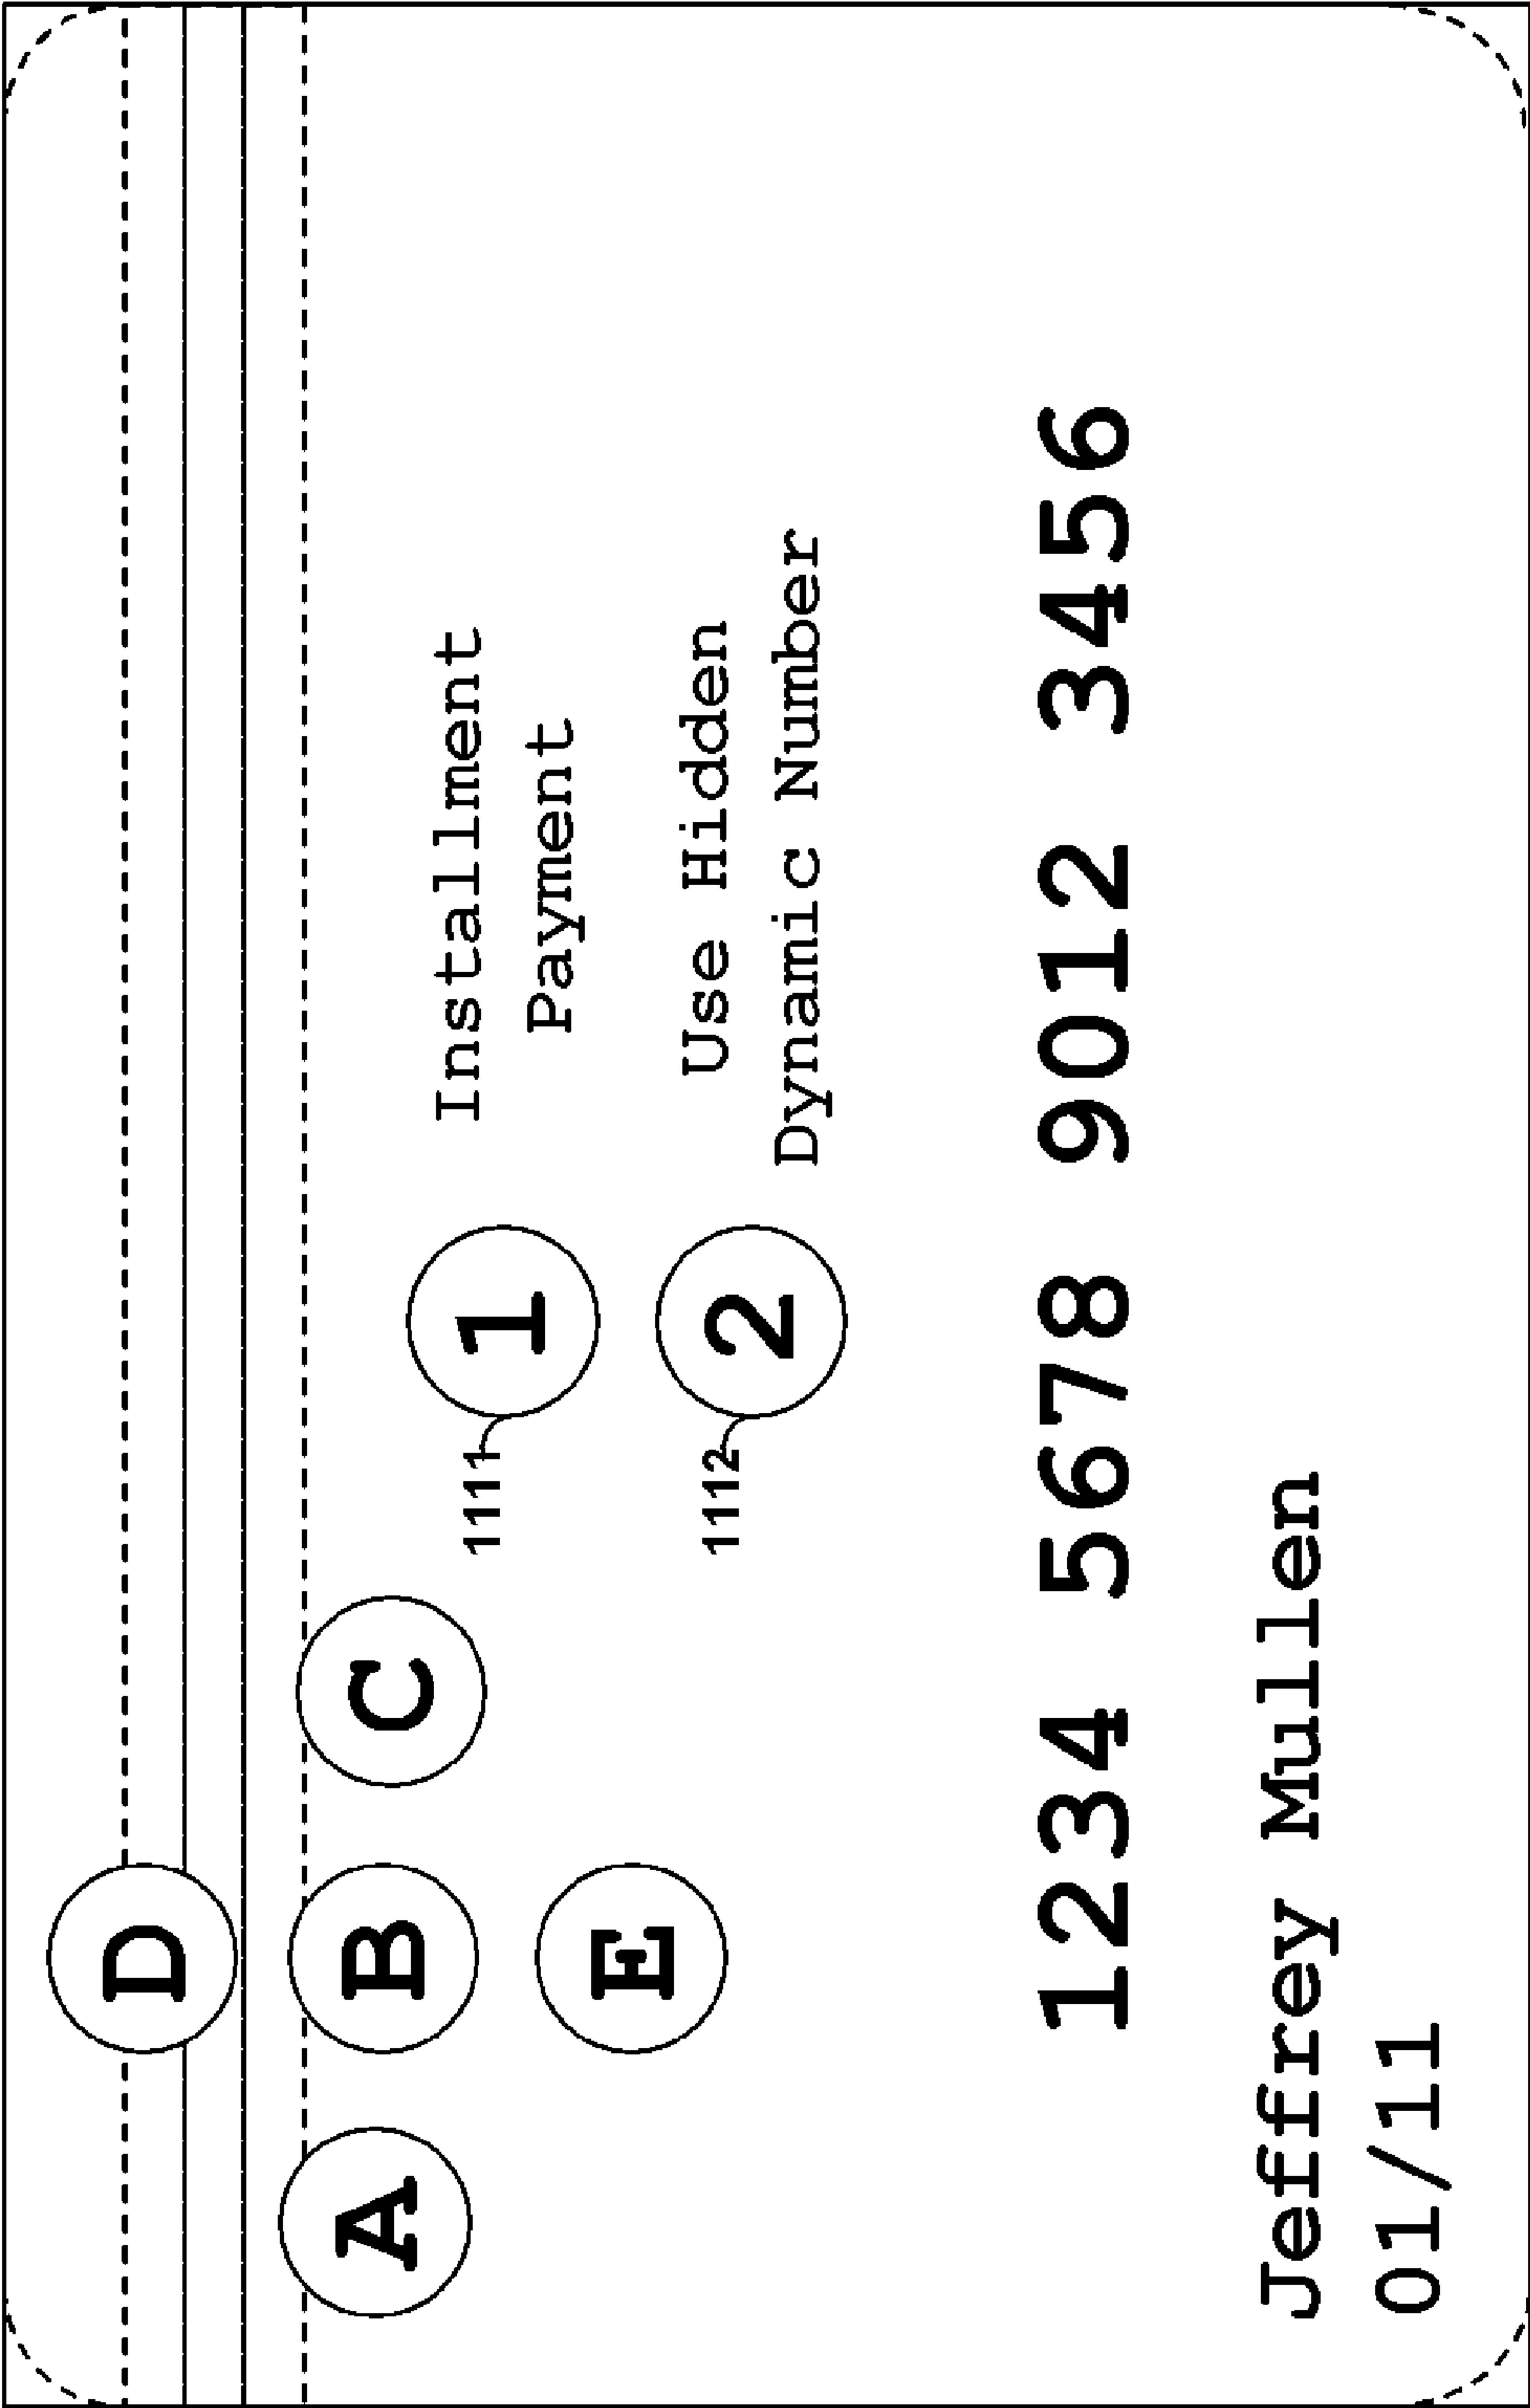 D
A B C
E
1111 1 Installment
Payment
1112 2 Use Hidden
Dynamic Number
1234 5678 9012 3456
Jeffrey Mullen
01/11